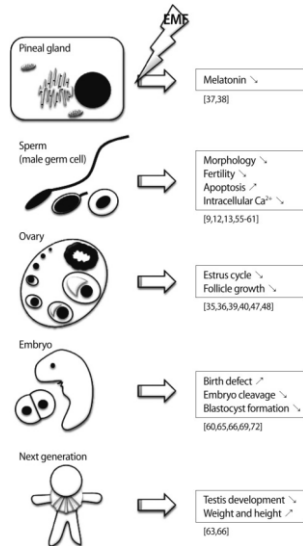 EMF
Pineal gland
Melatonin ↘
[37,38]
Sperm
(male germ cell)
Morphology ↘
Fertility ↘
Apoptosis ↗
Intracellular Ca²⁺ ↘
[9,12,13,55-61]
Ovary
Estrus cycle ↘
Follicle growth ↘
[35,36,39,40,47,48]
Embryo
Birth defect ↗
Embryo cleavage ↘
Blastocyst formation ↘
[60,65,66,69,72]
Next generation
Testis development ↘
Weight and height ↗
[63,66]